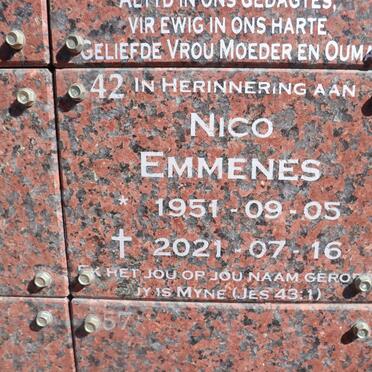 ALTYD IN ONS GEDAGTES,
VIR EWIG IN ONS HARTE
GELIEFDE VROU MOEDER EN OUMA
42 IN HERINNERING AAN
NICO
EMMENES
* 1951-09-05
† 2021-07-16
EK HET JOU OP JOU NAAM GEROEP
JY IS MYNE (JES 43:1)
57